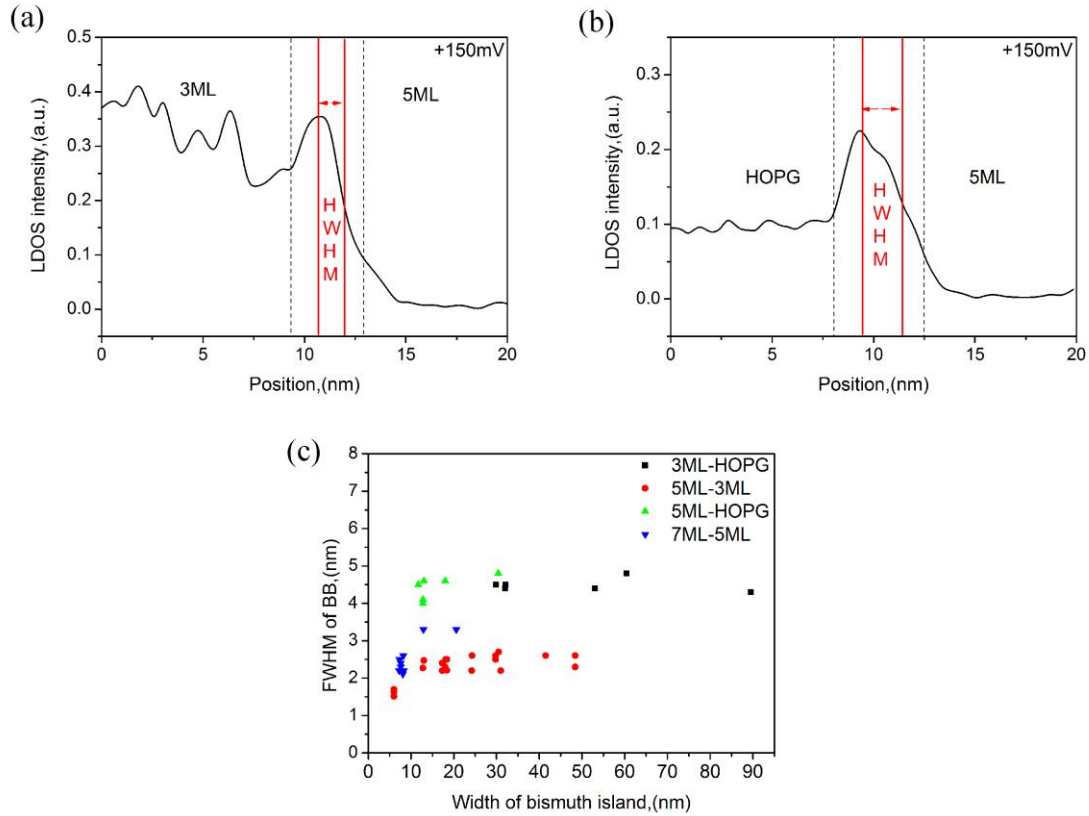 (a)
0.5
0.4
0.3
0.2
0.1
0.0
LDOS intensity,(a.u.)
+150mV
3ML
5ML
H
W
H
M
0
5
10
15
20
Position,(nm)
(b)
0.3
0.2
0.1
0.0
LDOS intensity,(a.u.)
+150mV
HOPG
5ML
H
W
H
M
0
5
10
15
20
Position,(nm)
(c)
8
7
6
5
4
3
2
1
0
FWHM of BB,(nm)
3ML-HOPG
5ML-3ML
5ML-HOPG
7ML-5ML
0 10 20 30 40 50 60 70 80 90
Width of bismuth island,(nm)